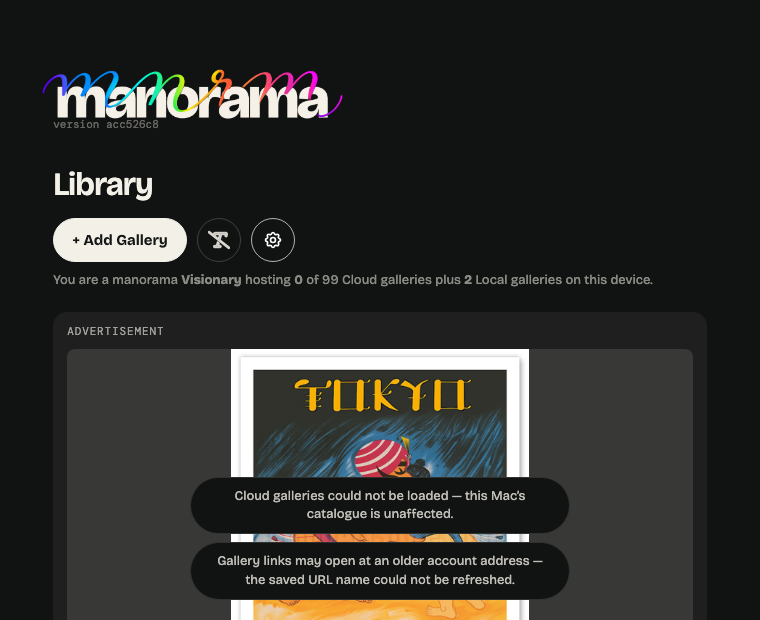 manorama
version acc526c8
Library
+ Add Gallery
You are a manorama Visionary hosting 0 of 99 Cloud galleries plus 2 Local galleries on this device.
ADVERTISEMENT
TOKYO
Cloud galleries could not be loaded — this Mac’s
catalogue is unaffected.
Gallery links may open at an older account address —
the saved URL name could not be refreshed.